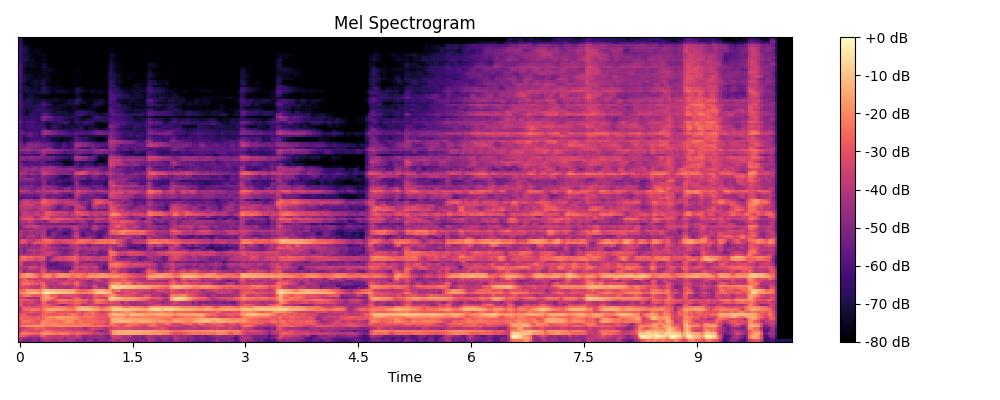 Mel Spectrogram
+0 dB
-10 dB
-20 dB
-30 dB
-40 dB
-50 dB
-60 dB
-70 dB
-80 dB
0 1.5 3 4.5 6 7.5 9
Time